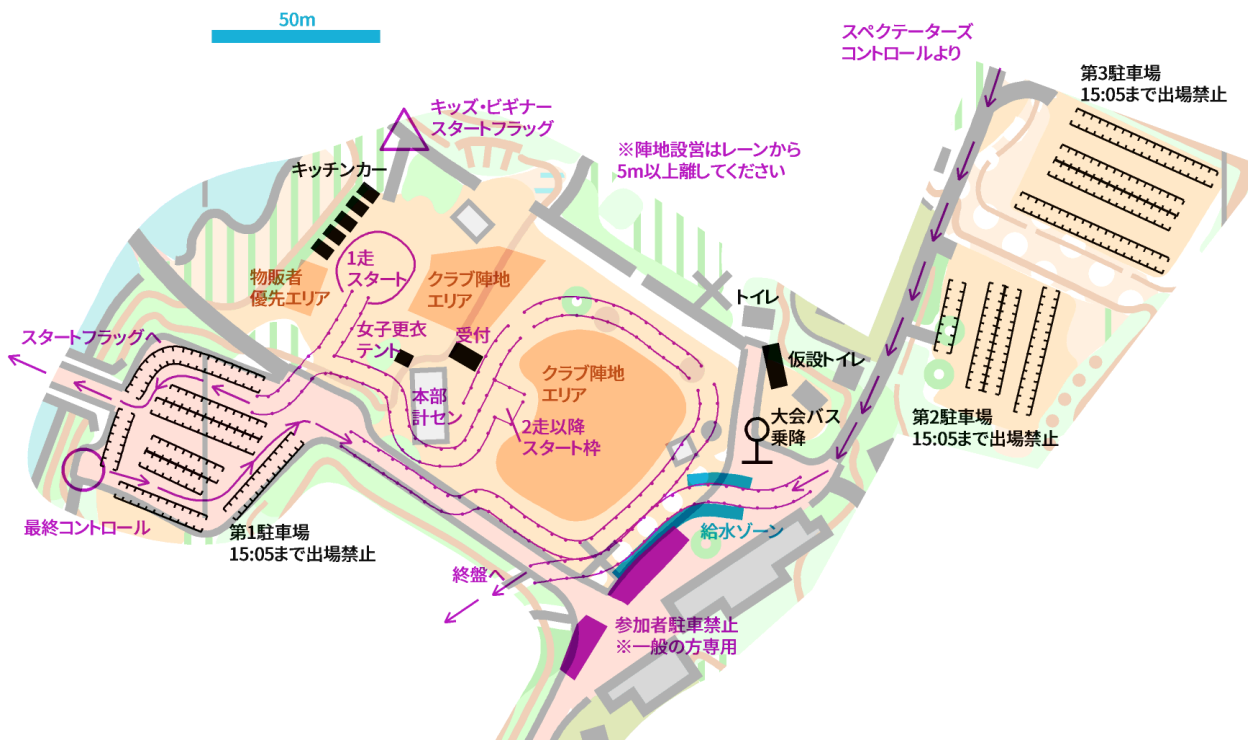 50m
スペクテーターズ
コントロールより
第3駐車場
15:05まで出場禁止
キッズ・ビギナー
スタートフラッグ
※陣地設営はレーンから
5m以上離してください
キッチンカー
1走
スタート
物販者
優先エリア
クラブ陣地
エリア
トイレ
スタートフラッグへ
女子更衣
テント
受付
仮設トイレ
クラブ陣地
エリア
本部
計セン
2走以降
スタート枠
大会バス
乗降
第2駐車場
15:05まで出場禁止
最終コントロール
第1駐車場
15:05まで出場禁止
給水ゾーン
終盤へ
参加者駐車禁止
※一般の方専用